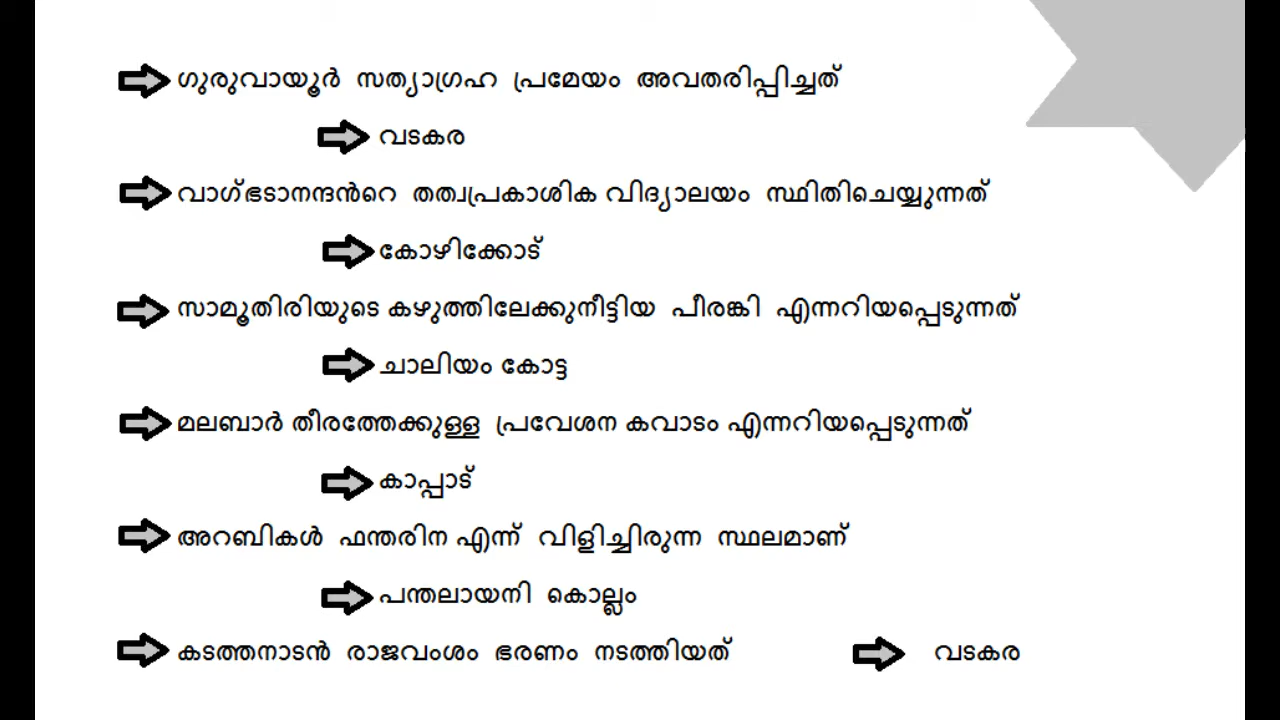 ഗുരുവായൂർ സത്യാഗ്രഹ പ്രമേയം അവതരിപ്പിച്ചത്
വടകര
വാഗ്ഭടാനന്ദൻറെ തത്വപ്രകാശിക വിദ്യാലയം സ്ഥിതിചെയ്യുന്നത്
കോഴിക്കോട്
സാമൂതിരിയുടെ കഴുത്തിലേക്കുനീട്ടിയ പീരങ്കി എന്നറിയപ്പെടുന്നത്
ചാലിയം കോട്ട
മലബാർ തീരത്തേക്കുള്ള പ്രവേശന കവാടം എന്നറിയപ്പെടുന്നത്
കാപ്പാട്
അറബികൾ ഫന്തരിന എന്ന് വിളിച്ചിരുന്ന സ്ഥലമാണ്
പന്തലായനി കൊല്ലം
കടത്തനാടൻ രാജവംശം ഭരണം നടത്തിയത് വടകര